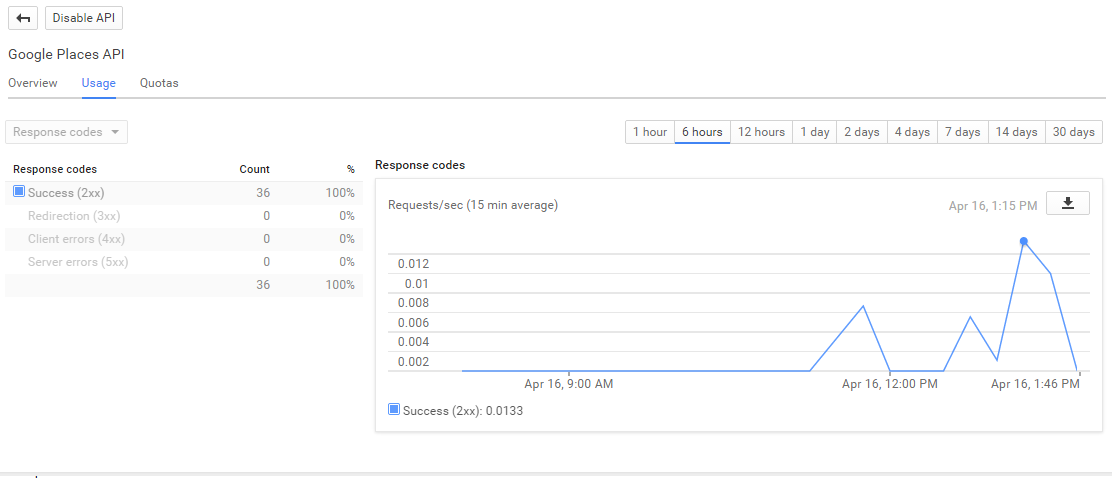 Disable API
Google Places API
Overview Usage Quotas
Response codes
1 hour 6 hours 12 hours 1 day 2 days 4 days 7 days 14 days 30 days
Response codes Count %
Success (2xx) 36 100%
Redirection (3xx) 0 0%
Client errors (4xx) 0 0%
Server errors (5xx) 0 0%
36 100%
Response codes
Requests/sec (15 min average) Apr 16, 1:15 PM
0.012
0.01
0.008
0.006
0.004
0.002
Apr 16, 9:00 AM Apr 16, 12:00 PM Apr 16, 1:46 PM
Success (2xx): 0.0133